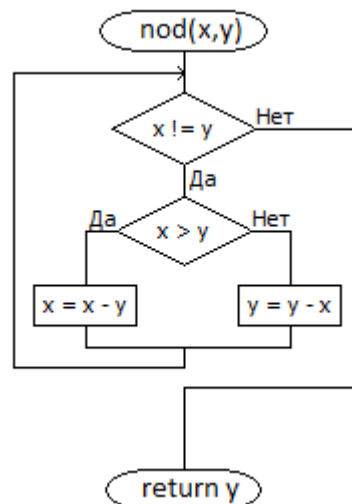 nod(x,y)
x != y
Нет
Да
Да
x > y
Нет
x = x - y
y = y - x
return y